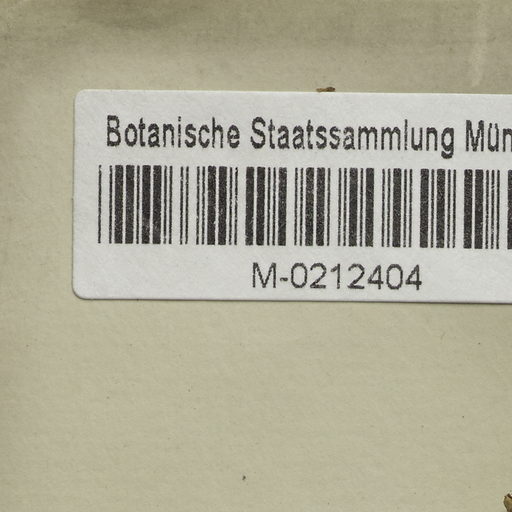 Botanische Staatssammlung Mün
M-0212404